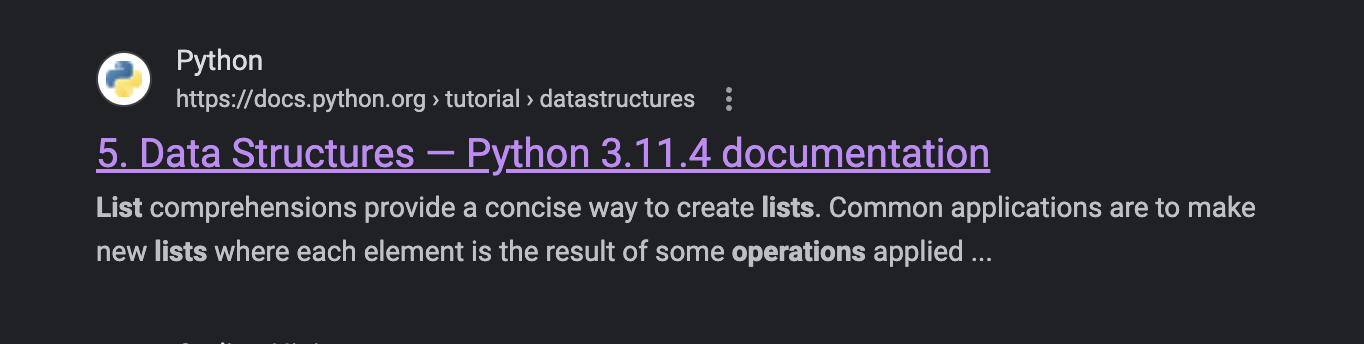 Python
https://docs.python.org › tutorial › datastructures
5. Data Structures — Python 3.11.4 documentation
List comprehensions provide a concise way to create lists. Common applications are to make
new lists where each element is the result of some operations applied ...